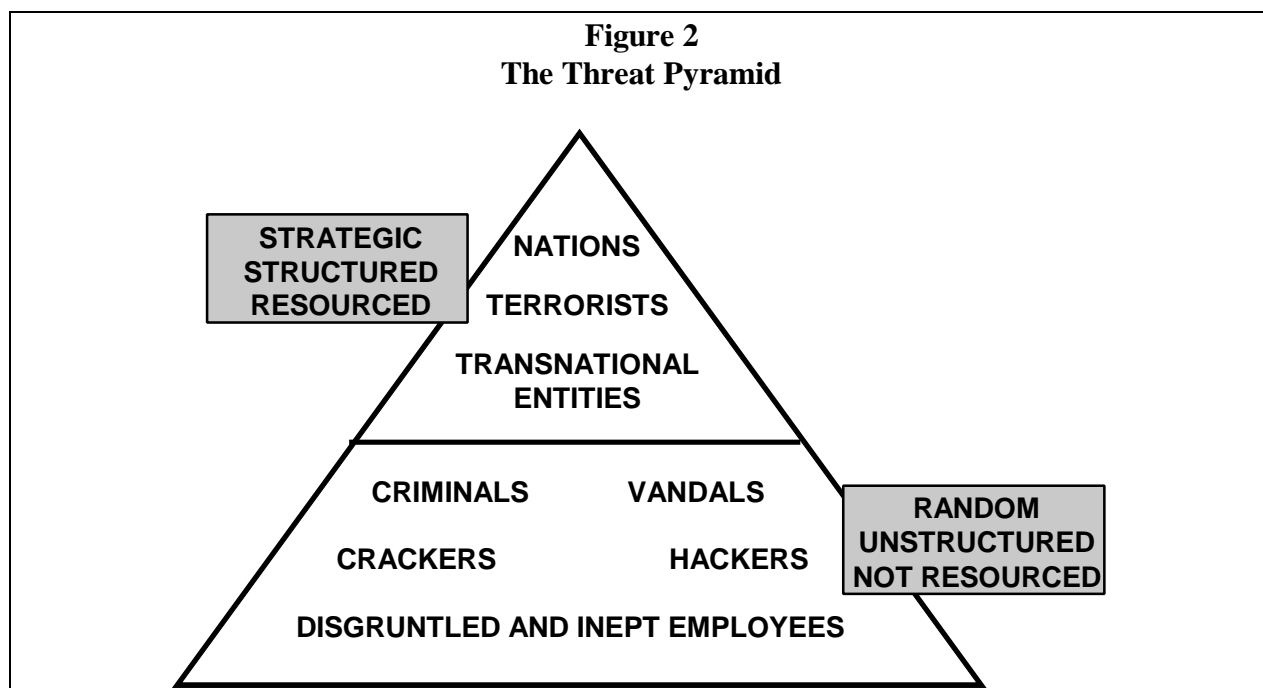 Figure 2
The Threat Pyramid
STRATEGIC
STRUCTURED
RESOURCED
NATIONS
TERRORISTS
TRANSNATIONAL
ENTITIES
CRIMINALS VANDALS
CRACKERS HACKERS
DISGRUNTLED AND INEPT EMPLOYEES
RANDOM
UNSTRUCTURED
NOT RESOURCED